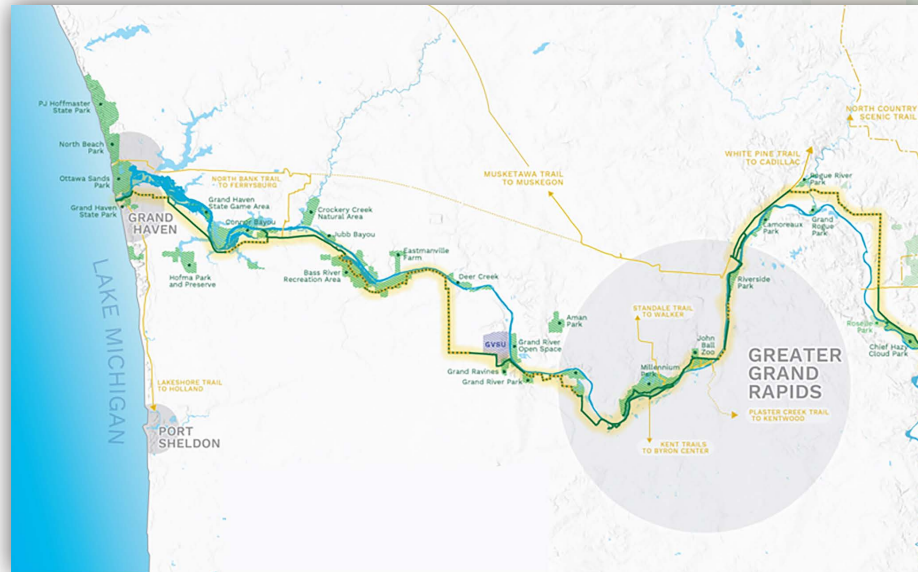 NORTH COUNTRY
SCENIC TRAIL
PJ Hoffmaster
State Park
North Beach
Park
WHITE PINE TRAIL
TO CADILLAC
Ottawa Sands
Park
NORTH BANK TRAIL
TO FERRYSBURG
MUSKETAWA TRAIL
TO MUSKEGON
Rogue River
Park
Grand Haven
State Park
Grand Haven
State Game Area
Crockery Creek
Natural Area
GRAND
HAVEN
Connor Bayou
Jubb Bayou
Lamoreaux
Park
Grand
Rogue
Park
Eastmanville
Farm
Hofma Park
and Preserve
Bass River
Recreation Area
Deer Creek
Riverside
Park
LAKE MICHIGAN
Aman
Park
STANDALE TRAIL
TO WALKER
Roselle
Park
GVSU
Grand River
Open Space
John
Ball
Zoo
Chief Hazy
Cloud Park
Grand Ravines
Grand River Park
Millennium
Park
GREATER
GRAND
RAPIDS
LAKESHORE TRAIL
TO HOLLAND
PLASTER CREEK TRAIL
TO KENTWOOD
PORT
SHELDON
KENT TRAILS
TO BYRON CENTER